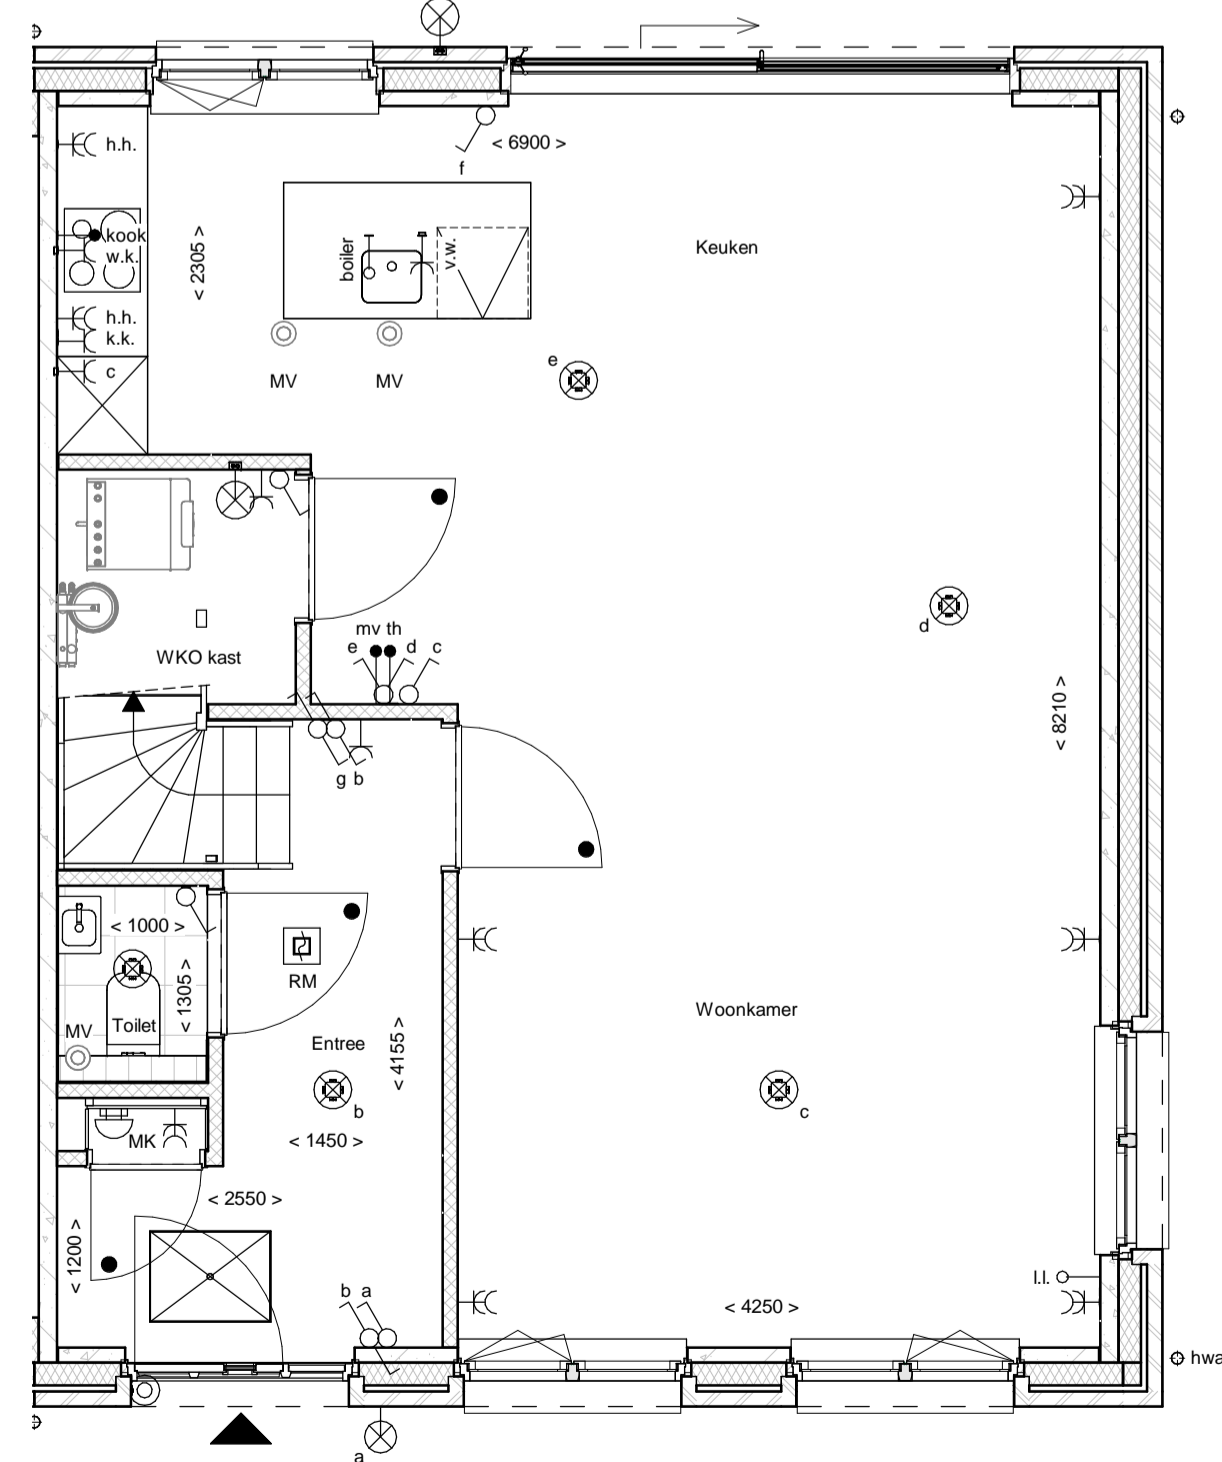 h.h.
f
< 6900 >
kook
w.k.
< 2305 >
boiler
v.w.
Keuken
h.h.
k.k.
c
MV
MV
e
d
WKO kast
mv th
e
d
c
< 8210 >
g b
< 1000 >
< 1305 >
RM
MV
Toilet
Entree
< 4155 >
Woonkamer
b
c
MK
< 1450 >
< 2550 >
< 1200 >
b a
l.l.
< 4250 >
hwa
a